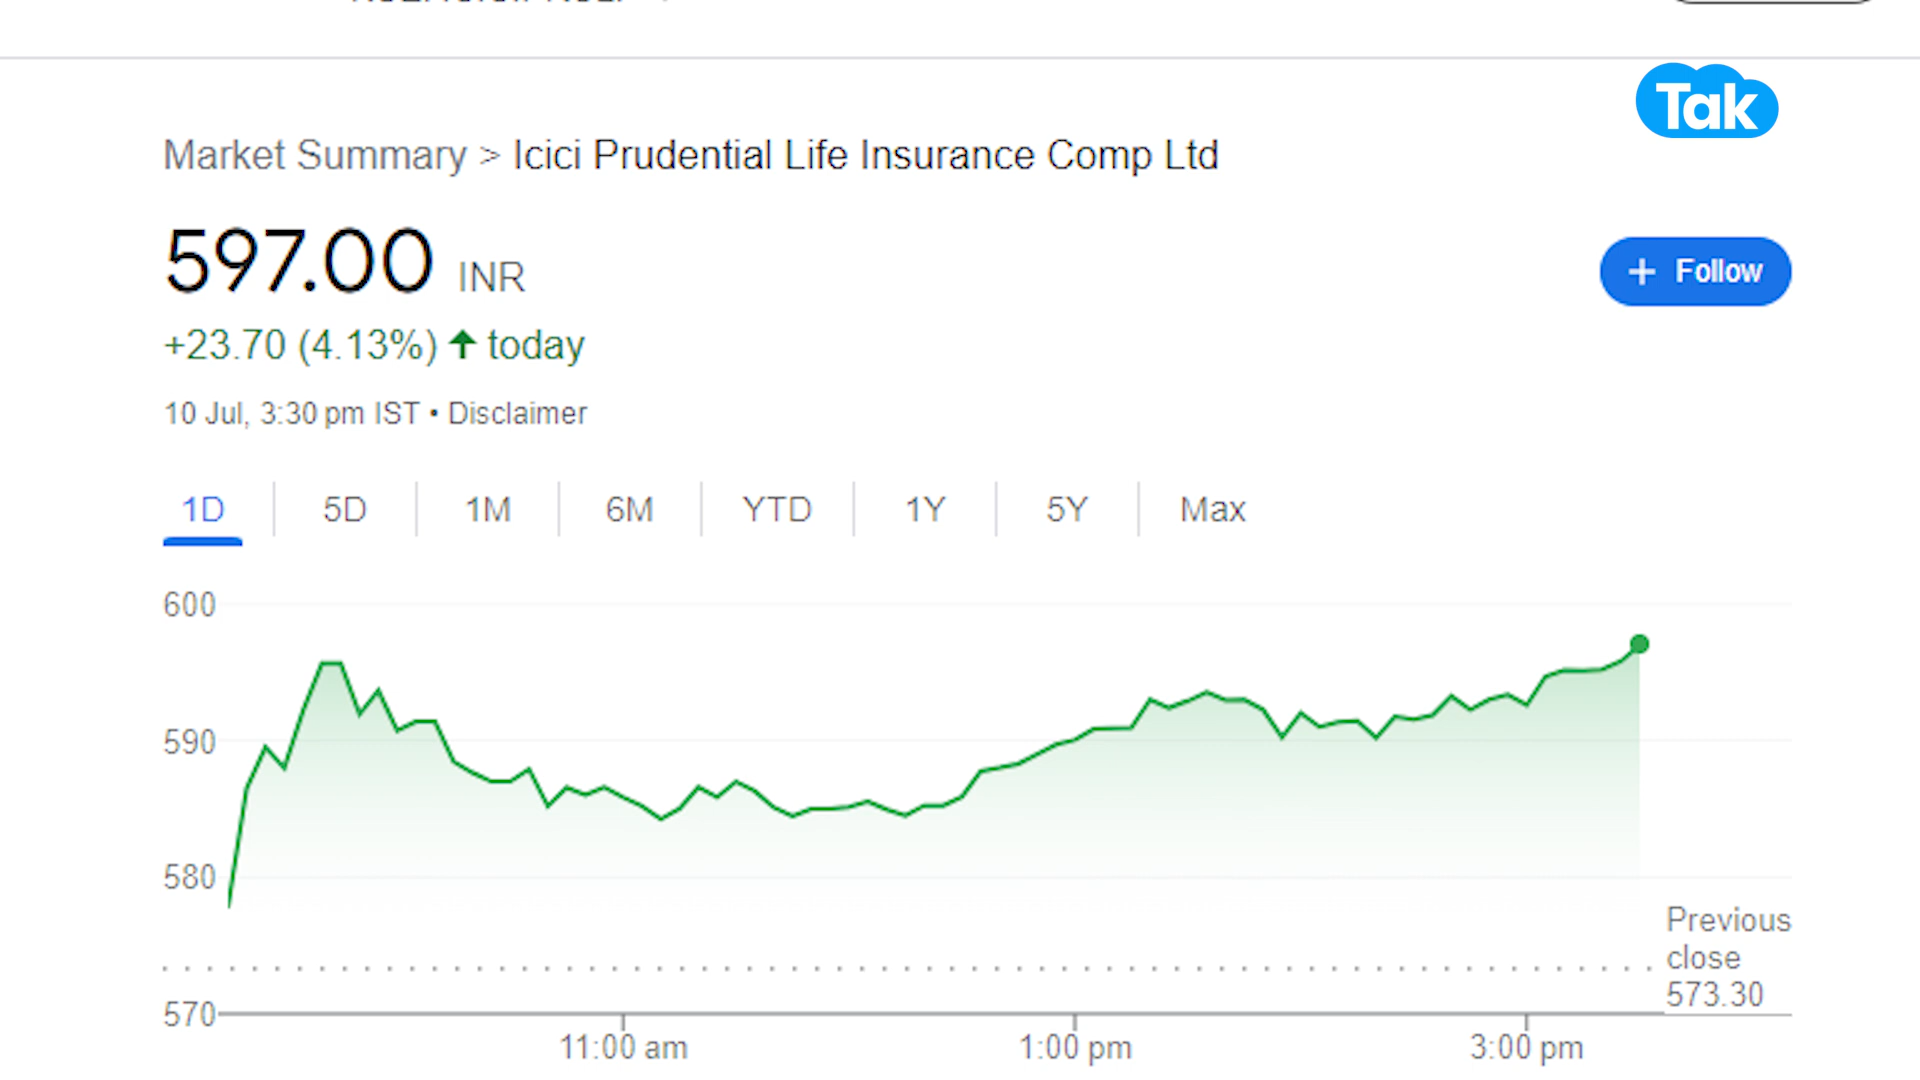 Tak
Market Summary > Icici Prudential Life Insurance Comp Ltd
597.00 INR
+ Follow
+23.70 (4.13%) ↑ today
10 Jul, 3:30 pm IST • Disclaimer
1D 5D 1M 6M YTD 1Y 5Y Max
600
590
580
Previous
close
573.30
570
11:00 am 1:00 pm 3:00 pm